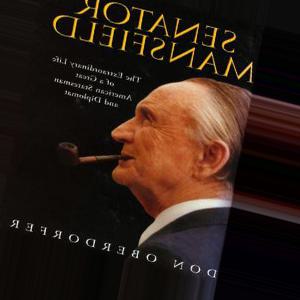 SENATOR
MANSFIELD
The Extraordinary Life
of a Great
American Statesman
and Diplomat
DON OBERDORFER